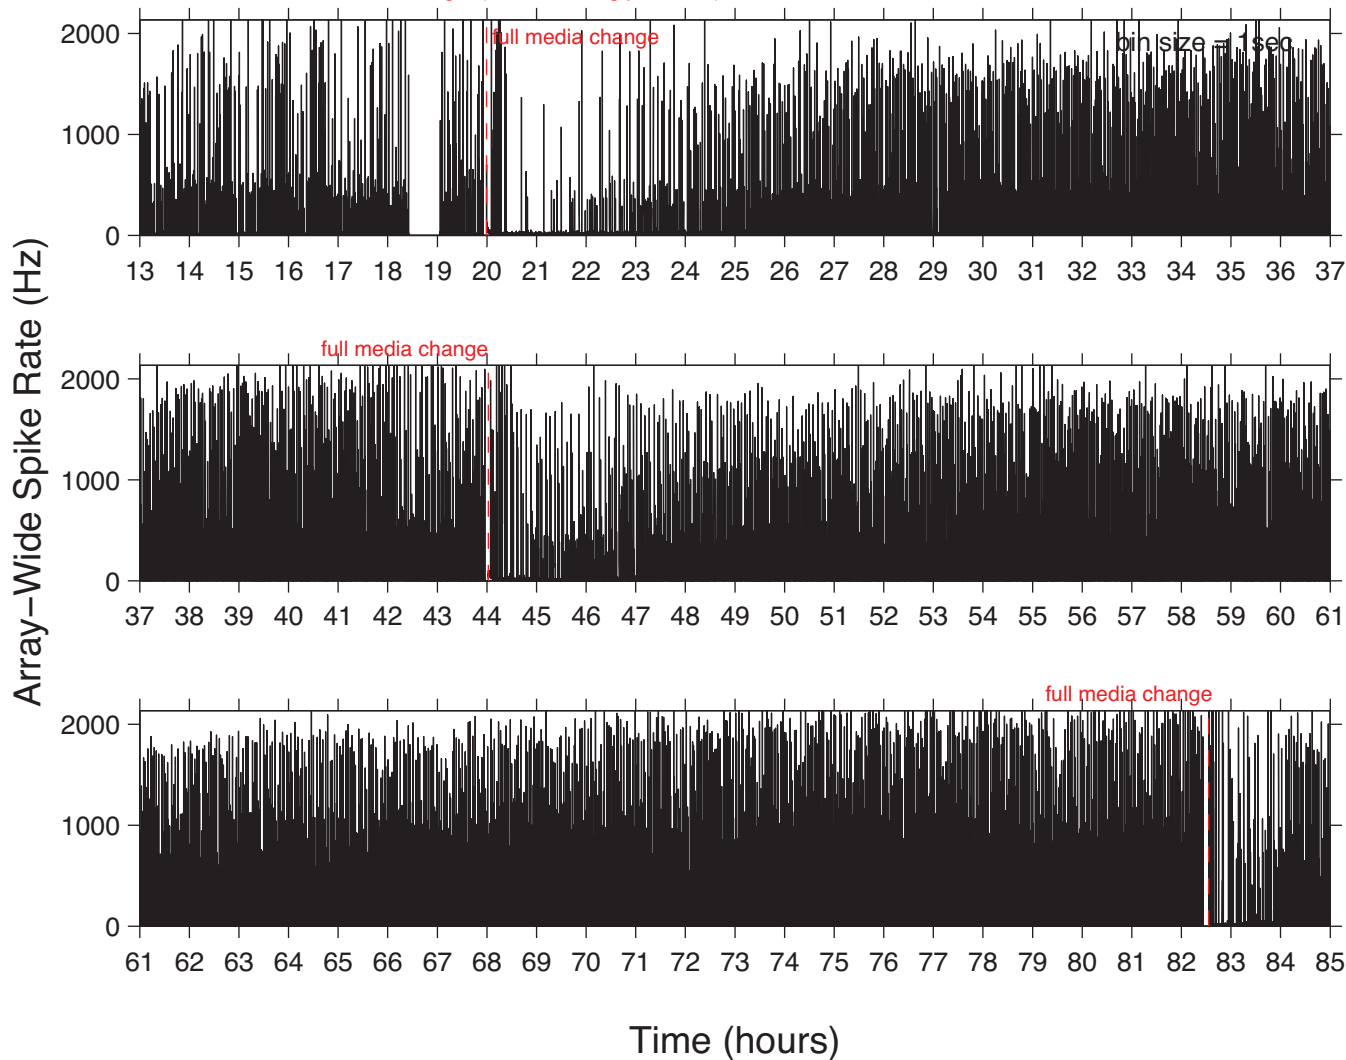 full media change
bin size = 1sec
2000
1000
0
13 14 15 16 17 18 19 20 21 22 23 24 25 26 27 28 29 30 31 32 33 34 35 36 37
full media change
2000
1000
0
37 38 39 40 41 42 43 44 45 46 47 48 49 50 51 52 53 54 55 56 57 58 59 60 61
full media change
2000
1000
0
61 62 63 64 65 66 67 68 69 70 71 72 73 74 75 76 77 78 79 80 81 82 83 84 85
Array-Wide Spike Rate (Hz)
Time (hours)